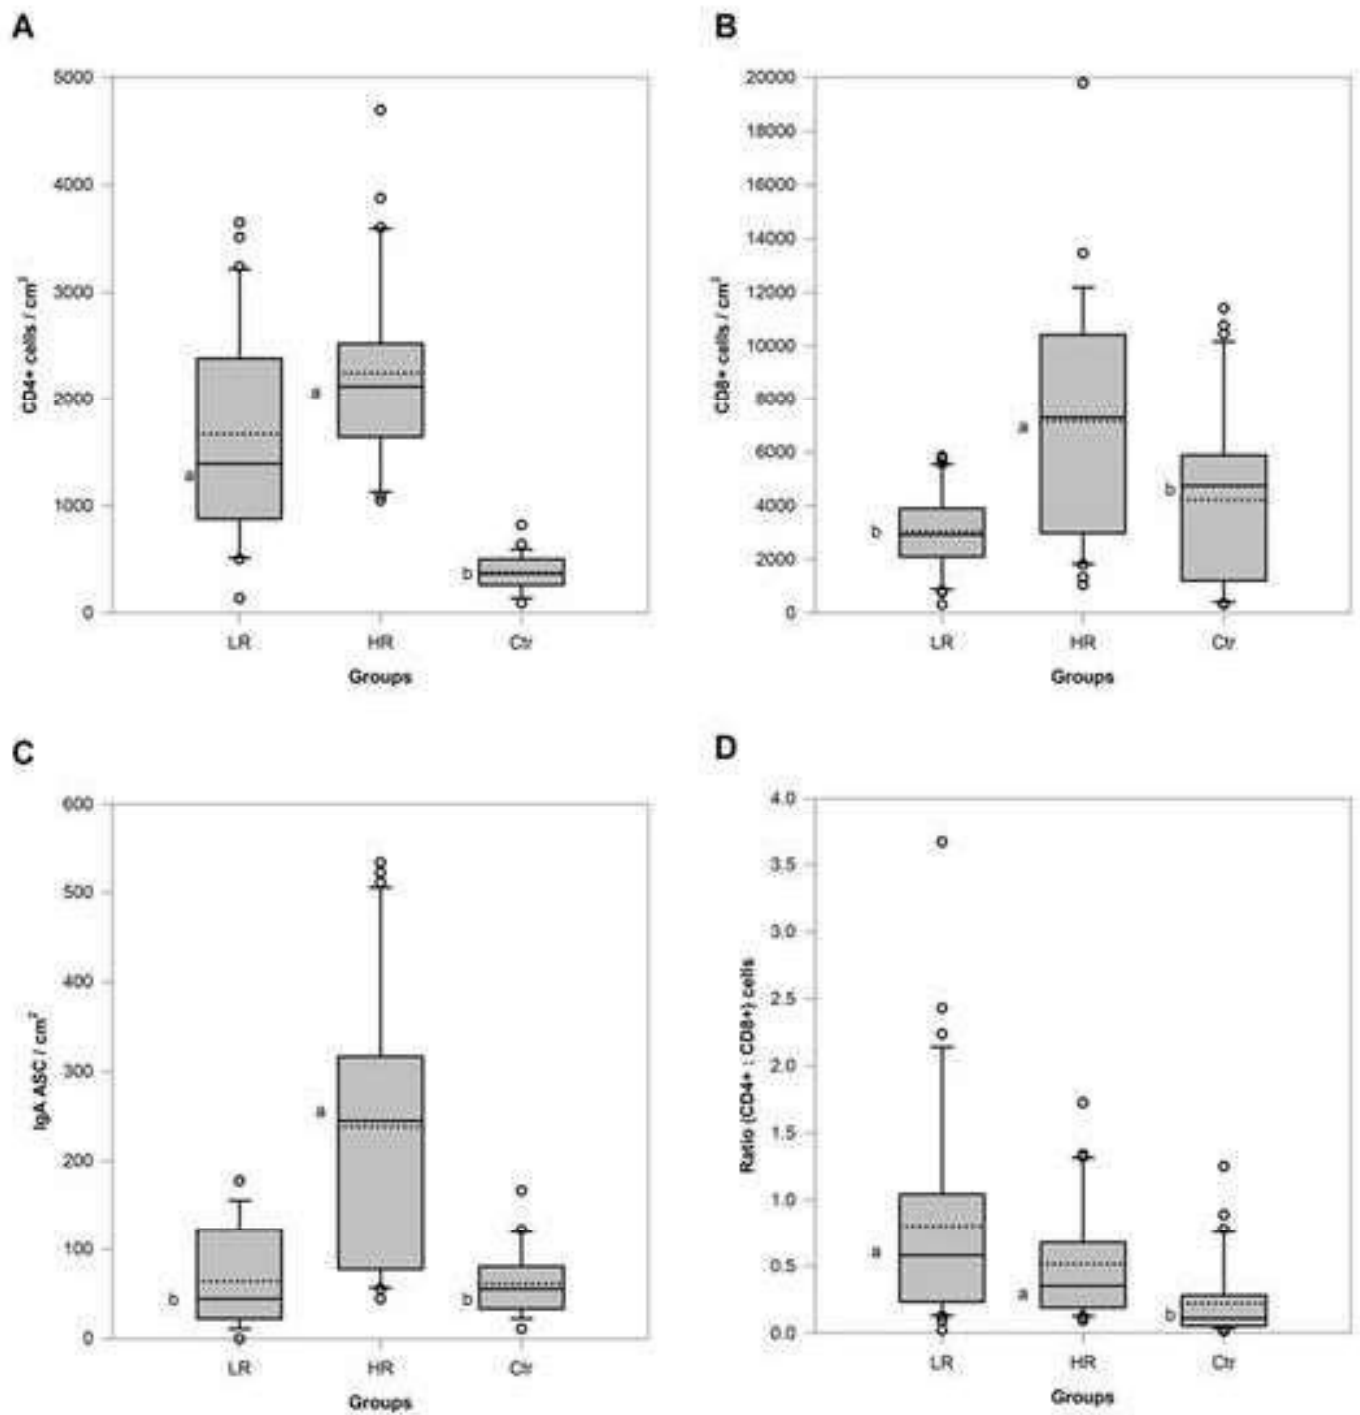 A
5000
4000
3000
2000
1000
0
CD4+ cells / cm²
a
a
b
LR HR Ctr
Groups
B
20000
18000
16000
14000
12000
10000
8000
6000
4000
2000
0
CD8+ cells / cm²
b
a
b
LR HR Ctr
Groups
C
600
500
400
300
200
100
0
IgA ASC / cm²
b
a
b
LR HR Ctr
Groups
D
4.0
3.5
3.0
2.5
2.0
1.5
1.0
0.5
0.0
Ratio (CD4+ : CD8+) cells
a
a
b
LR HR Ctr
Groups